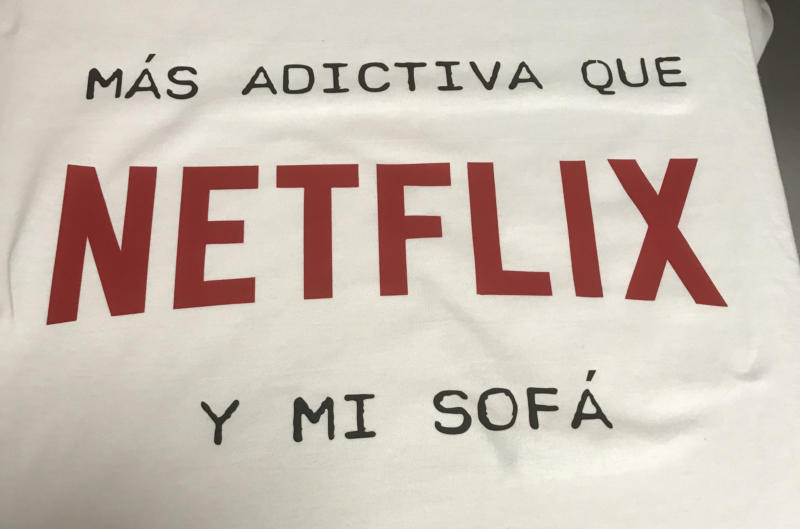 MÁS ADICTIVA QUE
NETFLIX
Y MI SOFÁ